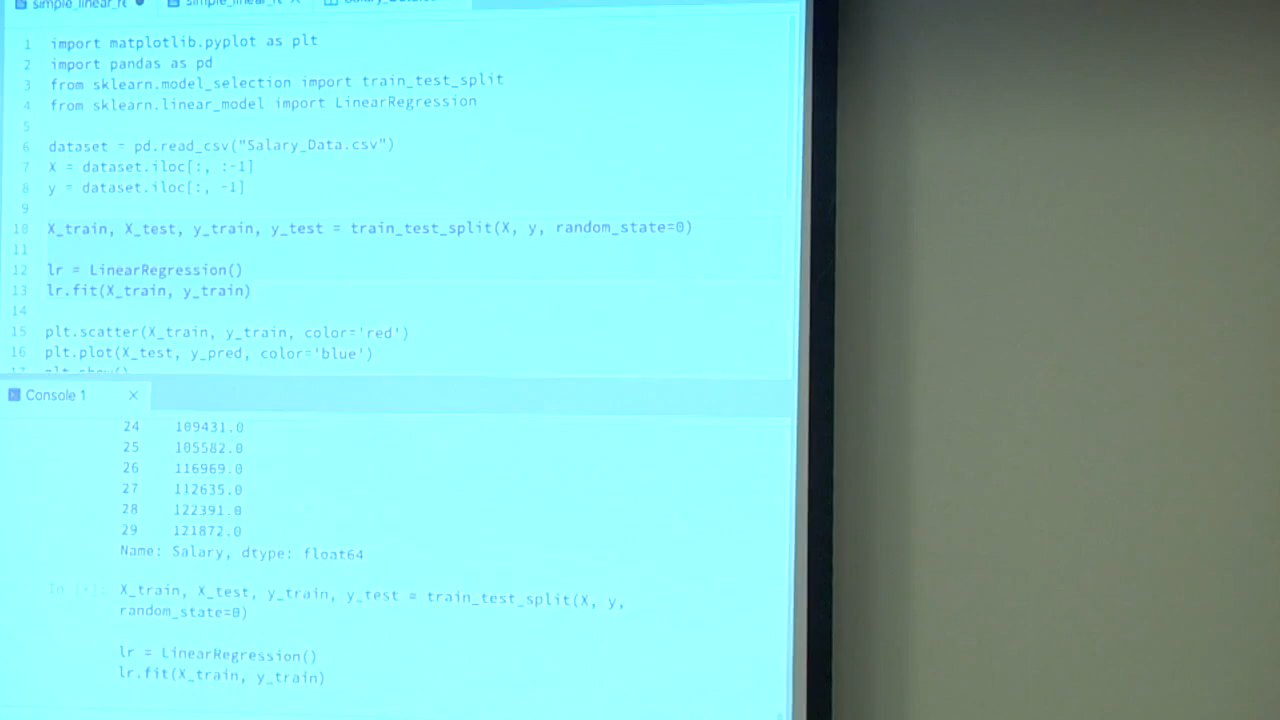 import matplotlib.pyplot as plt
import pandas as pd
from sklearn.model_selection import train_test_split
from sklearn.linear_model import LinearRegression
dataset = pd.read_csv("Salary_Data.csv")
X = dataset.iloc[:, :-1]
y = dataset.iloc[:, -1]
X_train, X_test, y_train, y_test = train_test_split(X, y, random_state=0)
lr = LinearRegression()
lr.fit(X_train, y_train)
plt.scatter(X_train, y_train, color='red')
plt.plot(X_test, y_pred, color='blue')
Console 1
24 109431.0
25 105582.0
26 116969.0
27 112635.0
28 122391.0
29 121872.0
Name: Salary, dtype: float64
In [*]: X_train, X_test, y_train, y_test = train_test_split(X, y,
random_state=0)
lr = LinearRegression()
lr.fit(X_train, y_train)